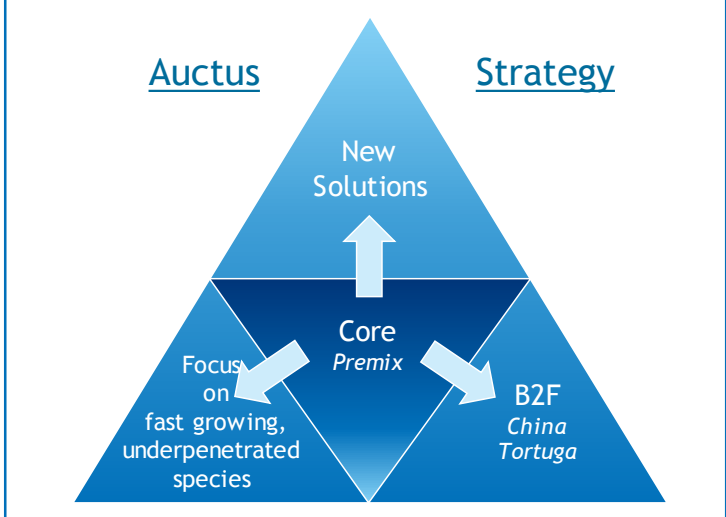 Auctus
Strategy
New
Solutions
Core
Premix
Focus
on
fast growing,
underpenetrated
species
B2F
China
Tortuga